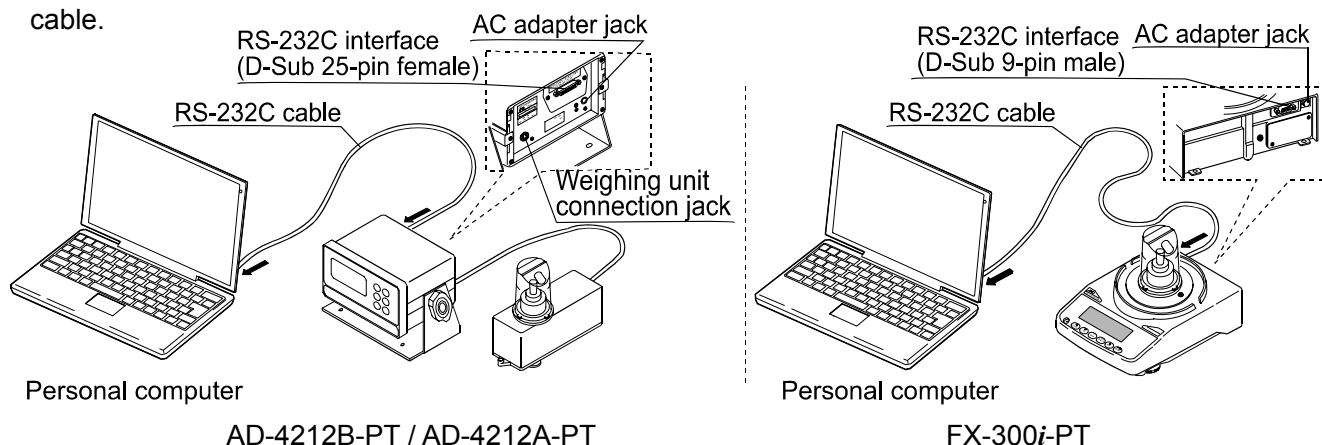 cable.
RS-232C interface
(D-Sub 25-pin female)
AC adapter jack
RS-232C cable
Weighing unit
connection jack
Personal computer
AD-4212B-PT / AD-4212A-PT
RS-232C interface
(D-Sub 9-pin male)
AC adapter jack
RS-232C cable
Personal computer
FX-300i-PT